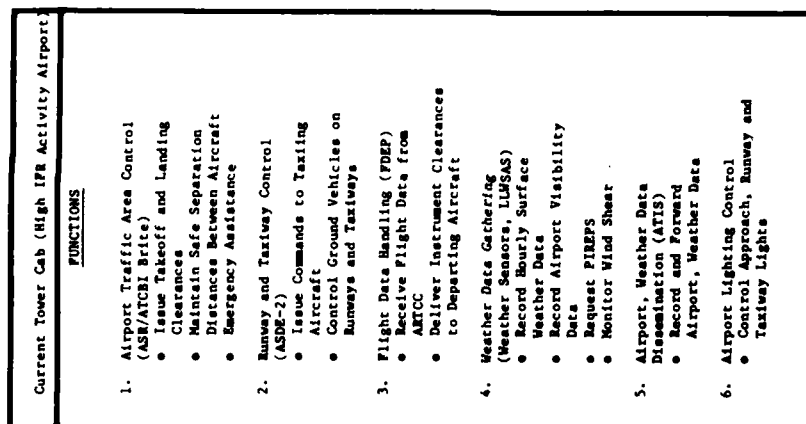 Current Tower Cab (High IFR Activity Airport)
FUNCTIONS
1. Airport Traffic Area Control
(ASR/ATCBI Brite)
● Issue Takeoff and Landing
Clearances
● Maintain Safe Separation
Distances Between Aircraft
● Emergency Assistance
2. Runway and Taxiway Control
(ASDE-2)
● Issue Commands to Taxiing
Aircraft
● Control Ground Vehicles on
Runways and Taxiways
3. Flight Data Handling (FDEP)
● Receive Flight Data from
ARTCC
● Deliver Instrument Clearances
to Departing Aircraft
4. Weather Data Gathering
(Weather Sensors, LLWSAS)
● Record Hourly Surface
Weather Data
● Record Airport Visibility
Data
● Request PIREPS
● Monitor Wind Shear
5. Airport, Weather Data
Dissemination (ATIS)
● Record and Forward
Airport, Weather Data
6. Airport Lighting Control
● Control Approach, Runway and
Taxiway Lights